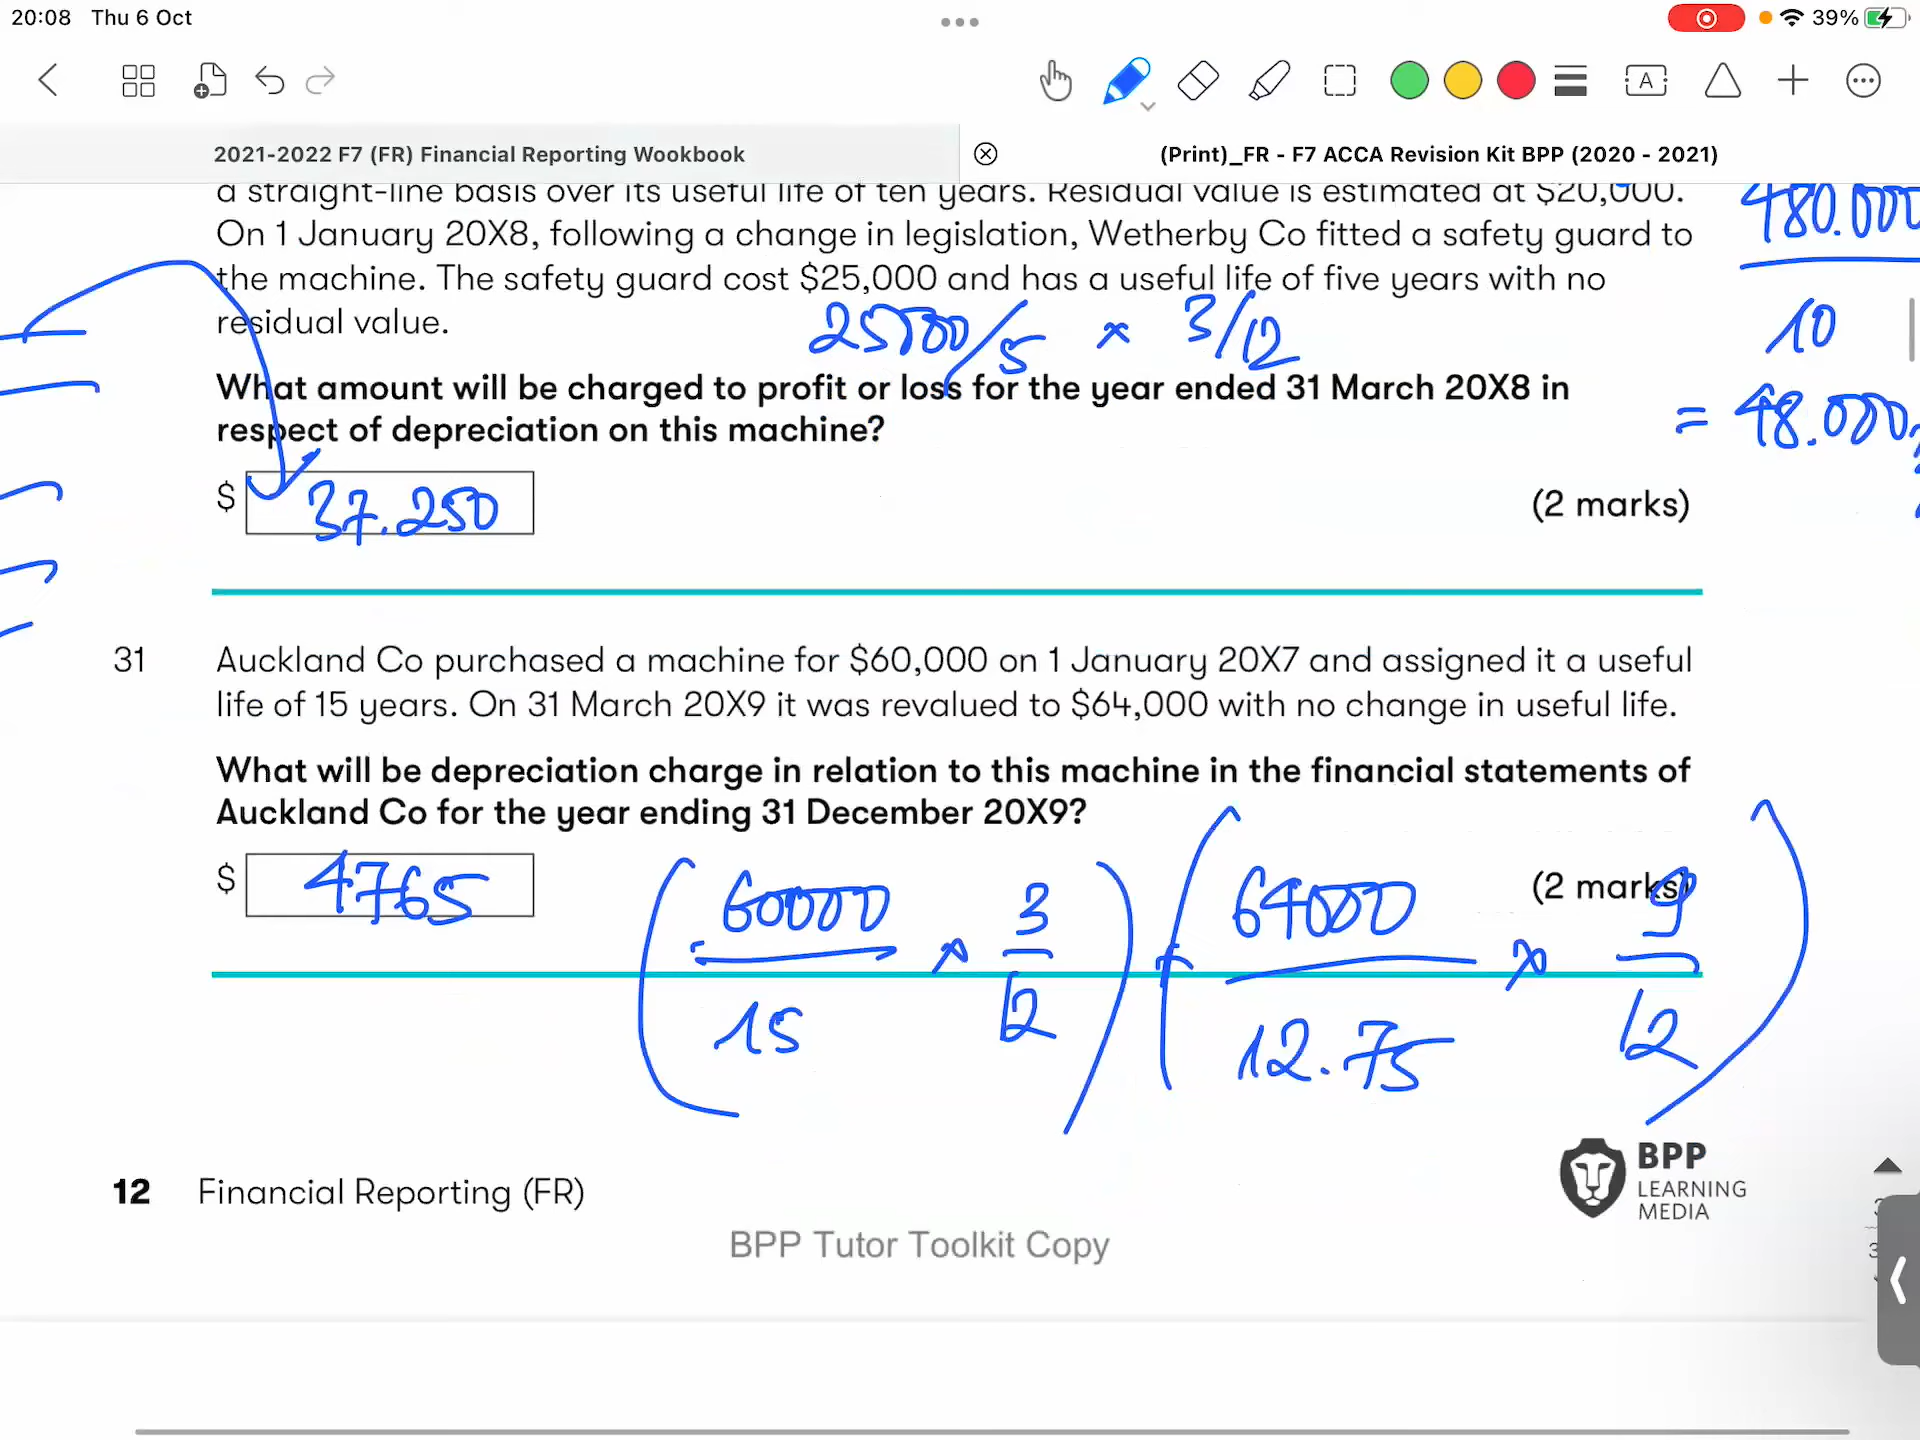 20:08 Thu 6 Oct
39%
A
2021-2022 F7 (FR) Financial Reporting Wookbook
(Print)_FR - F7 ACCA Revision Kit BPP (2020 - 2021)
a straight-line basis over its useful life of ten years. Residual value is estimated at $20,000.
480.000
On 1 January 20X8, following a change in legislation, Wetherby Co fitted a safety guard to
the machine. The safety guard cost $25,000 and has a useful life of five years with no
residual value.
25000/5 × 3/12
10
What amount will be charged to profit or loss for the year ended 31 March 20X8 in
respect of depreciation on this machine?
= 48.000
$ 37.250
(2 marks)
31 Auckland Co purchased a machine for $60,000 on 1 January 20X7 and assigned it a useful
life of 15 years. On 31 March 20X9 it was revalued to $64,000 with no change in useful life.
What will be depreciation charge in relation to this machine in the financial statements of
Auckland Co for the year ending 31 December 20X9?
$ 4765
(2 marks)
( 60000 × 3 ) + ( 64000 × 9 )
15 12 12.75 12
12 Financial Reporting (FR)
BPP
LEARNING
MEDIA
BPP Tutor Toolkit Copy